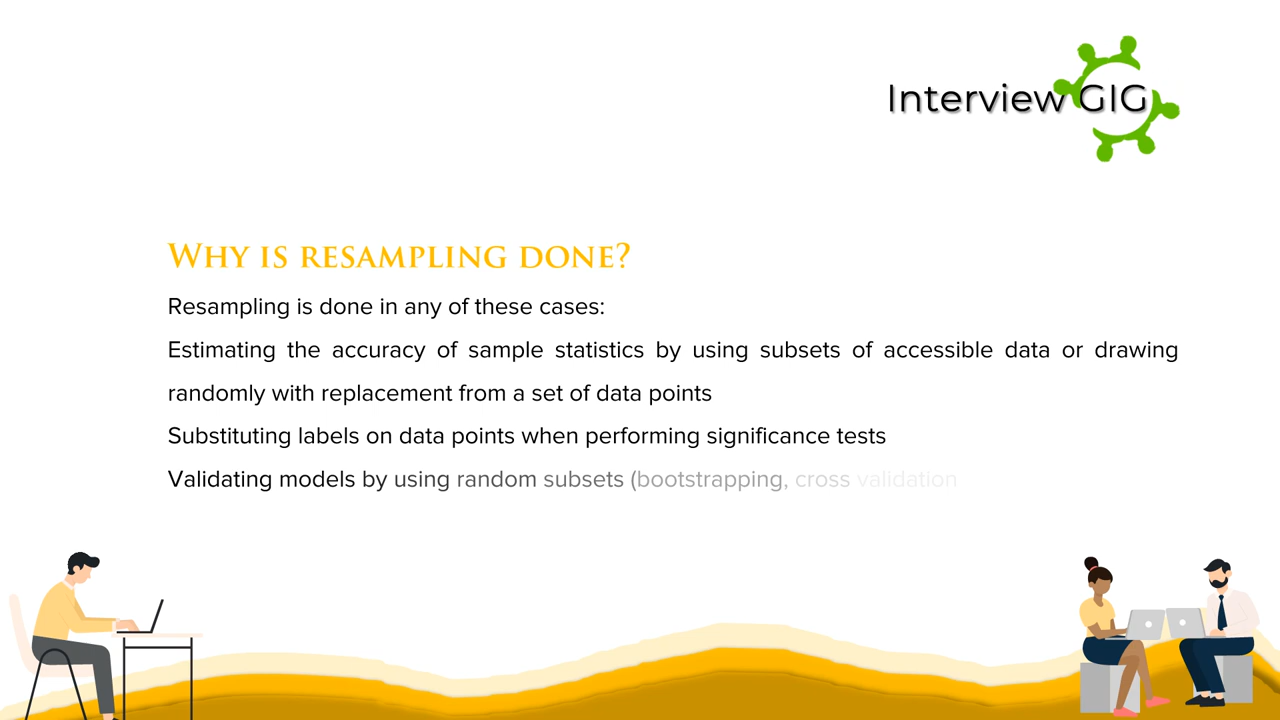 Interview GIG
WHY IS RESAMPLING DONE?
Resampling is done in any of these cases:
Estimating the accuracy of sample statistics by using subsets of accessible data or drawing
randomly with replacement from a set of data points
Substituting labels on data points when performing significance tests
Validating models by using random subsets (bootstrapping, cross validation